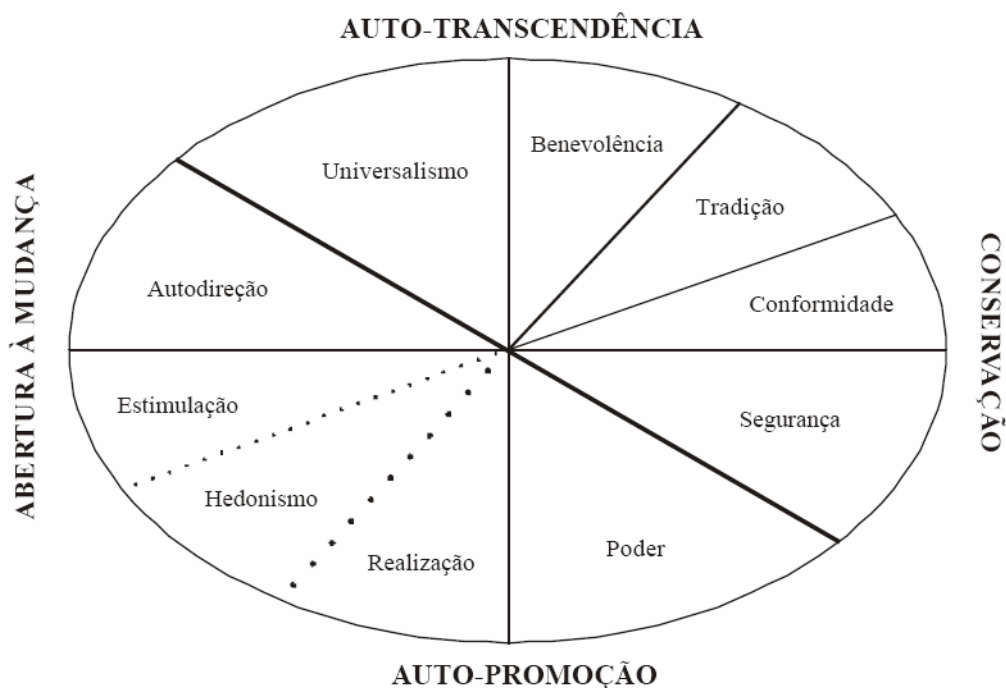 AUTO-TRANSCENDÊNCIA
Benevolência
Universalismo
Tradição
ABERTURA À MUDANÇA
Autodireção
Conformidade
CONSERVAÇÃO
Estimulação
Segurança
Hedonismo
Realização
Poder
AUTO-PROMOÇÃO